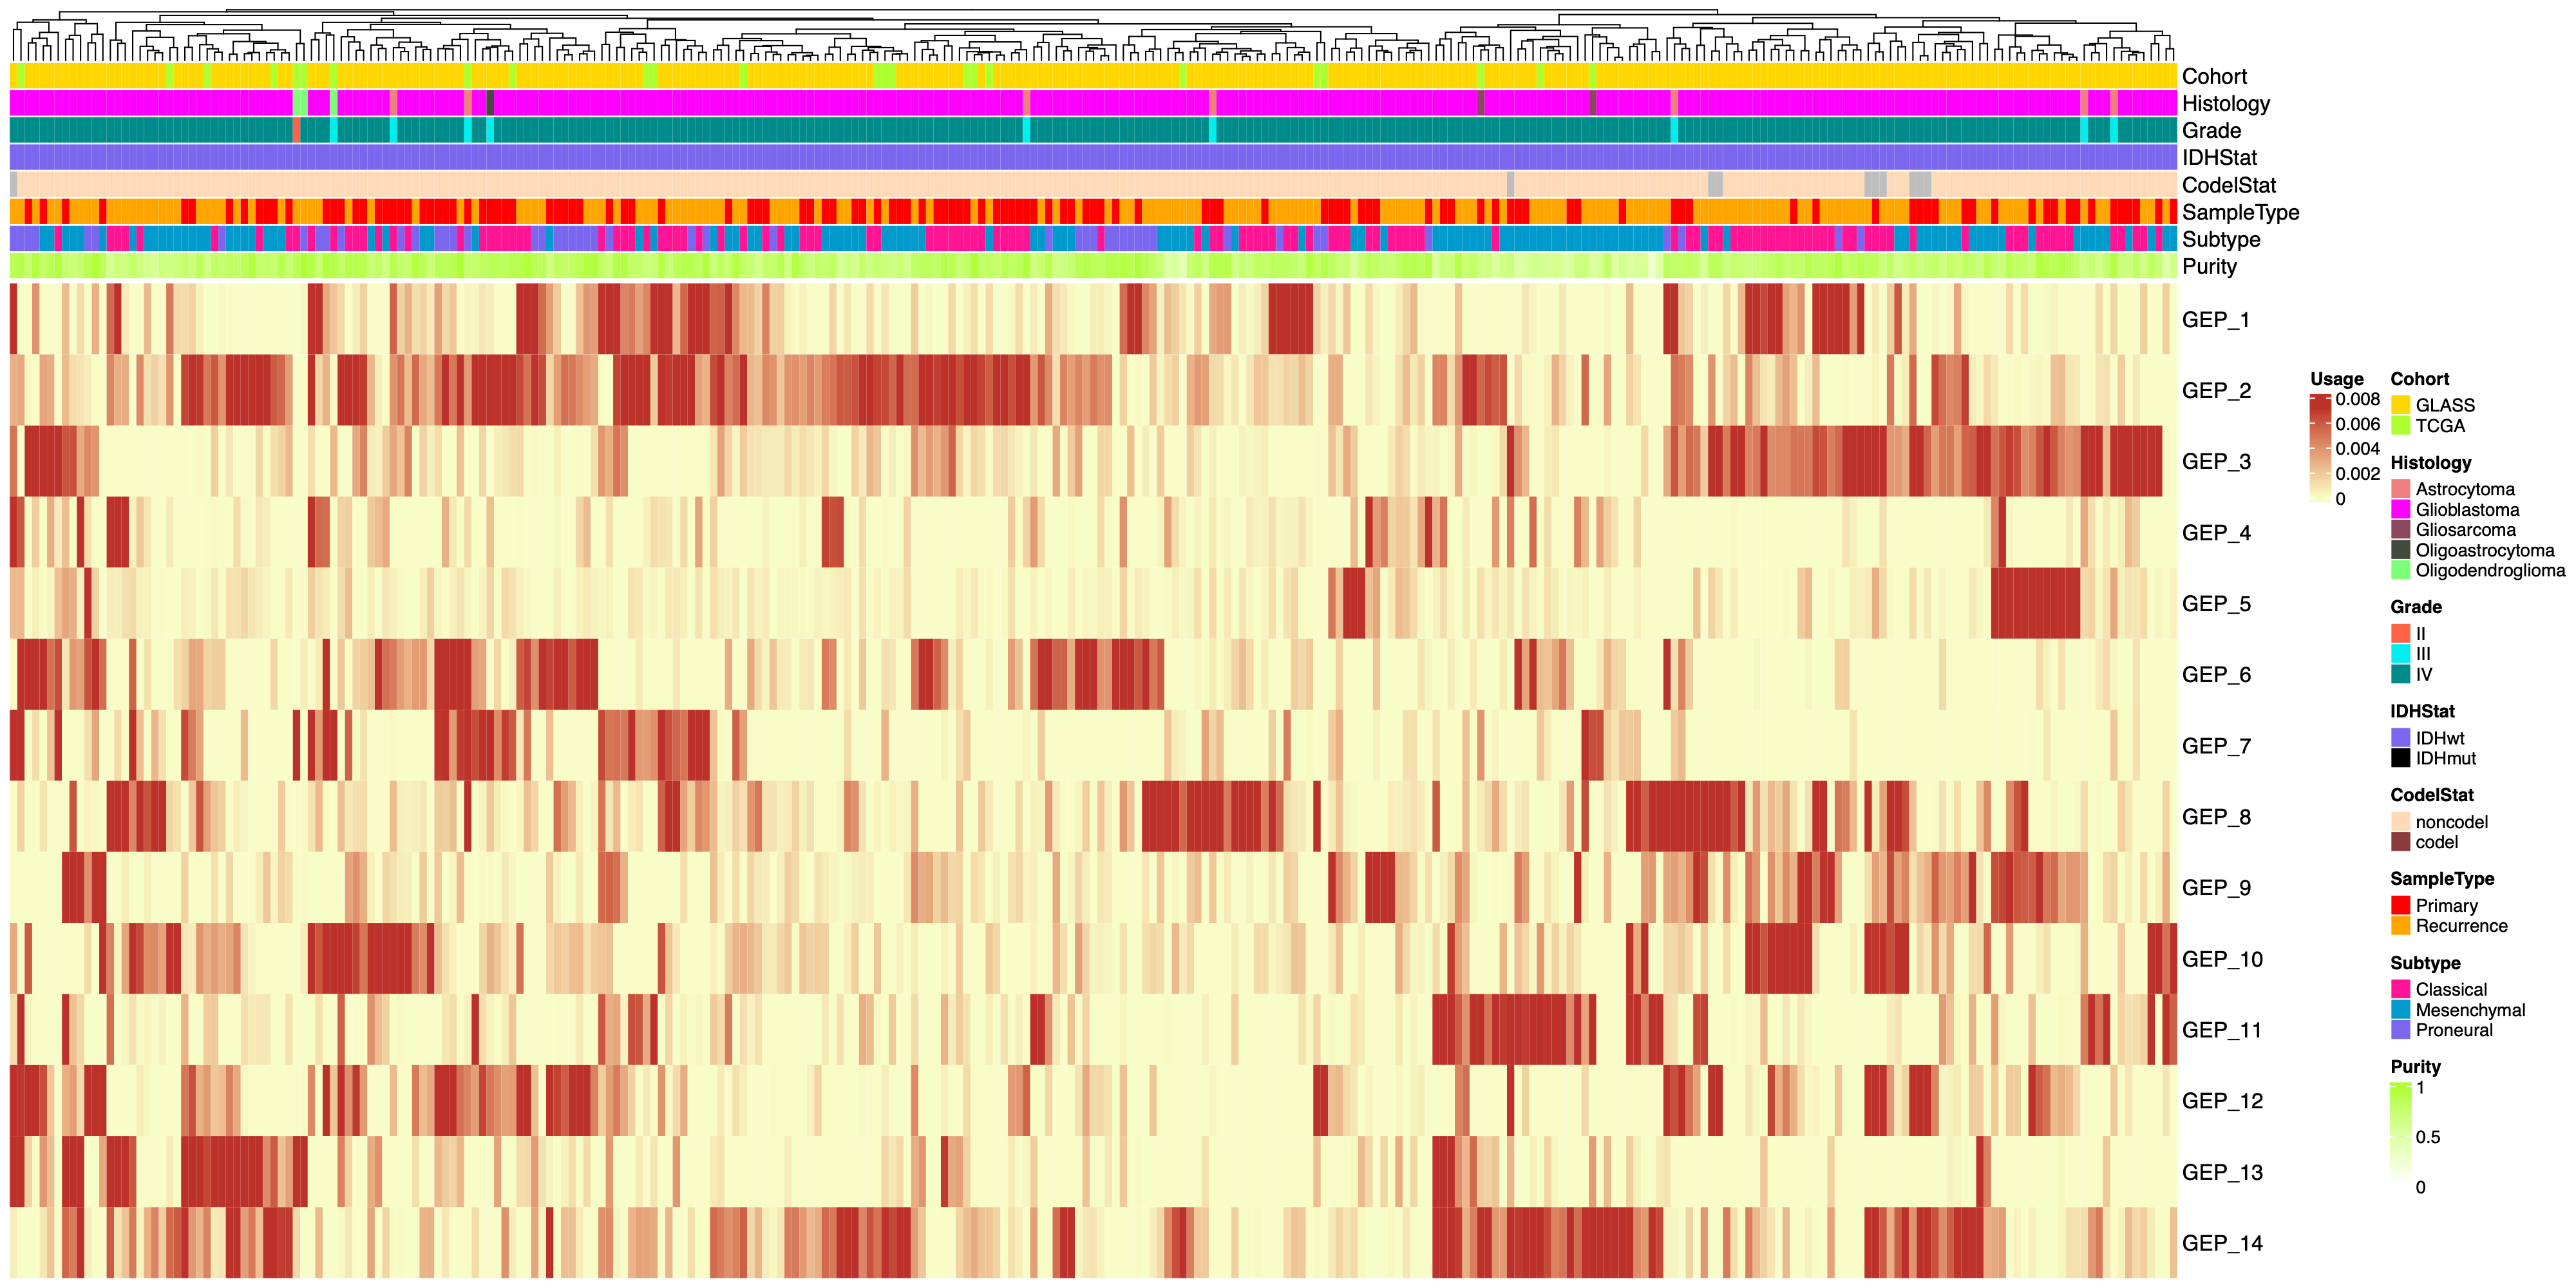 Cohort
Histology
Grade
IDHStat
CodelStat
SampleType
Subtype
Purity
GEP_1
GEP_2
GEP_3
GEP_4
GEP_5
GEP_6
GEP_7
GEP_8
GEP_9
GEP_10
GEP_11
GEP_12
GEP_13
GEP_14
Usage
0.008
0.006
0.004
0.002
0
Cohort
GLASS
TCGA
Histology
Astrocytoma
Glioblastoma
Gliosarcoma
Oligoastrocytoma
Oligodendroglioma
Grade
II
III
IV
IDHStat
IDHwt
IDHmut
CodelStat
noncodel
codel
SampleType
Primary
Recurrence
Subtype
Classical
Mesenchymal
Proneural
Purity
1
0.5
0